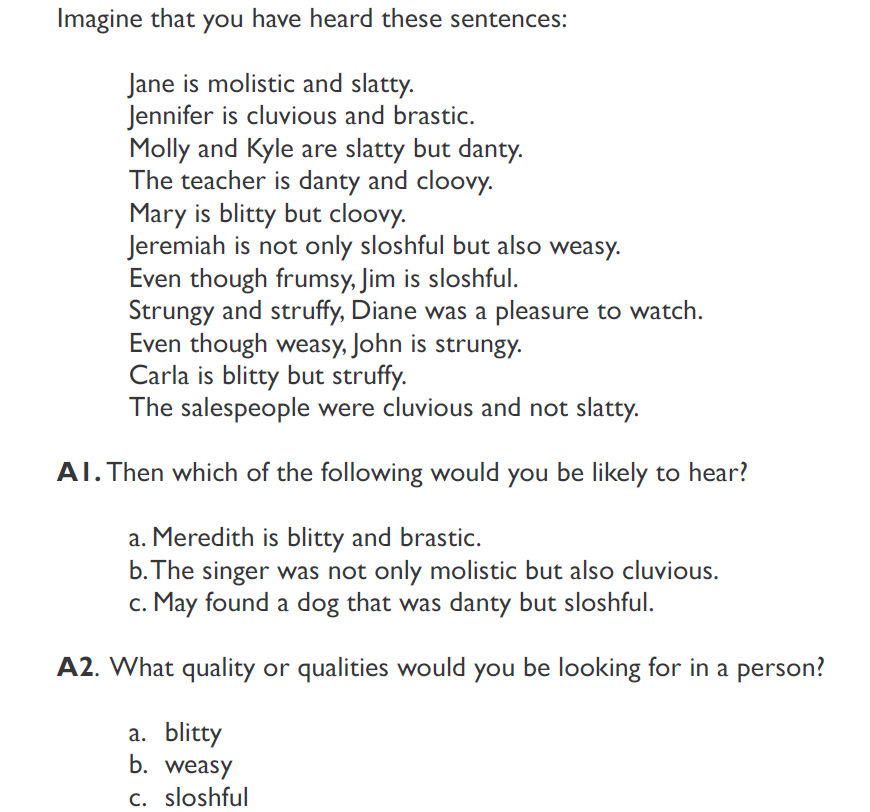 Imagine that you have heard these sentences:
Jane is molistic and slatty.
Jennifer is cluvious and brastic.
Molly and Kyle are slatty but danty.
The teacher is danty and cloovy.
Mary is blitty but cloovy.
Jeremiah is not only sloshful but also weasy.
Even though frumsy, Jim is sloshful.
Strungy and struffy, Diane was a pleasure to watch.
Even though weasy, John is strungy.
Carla is blitty but struffy.
The salespeople were cluvious and not slatty.
A1. Then which of the following would you be likely to hear?
a. Meredith is blitty and brastic.
b. The singer was not only molistic but also cluvious.
c. May found a dog that was danty but sloshful.
A2. What quality or qualities would you be looking for in a person?
a. blitty
b. weasy
c. sloshful